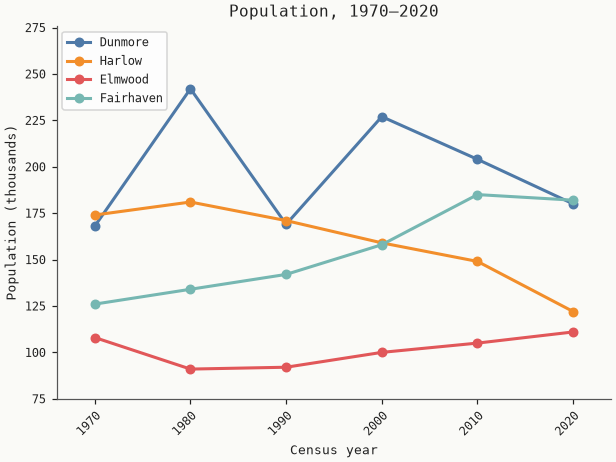 Population, 1970–2020
Dunmore
Harlow
Elmwood
Fairhaven
Population (thousands)
275
250
225
200
175
150
125
100
75
1970
1980
1990
2000
2010
2020
Census year